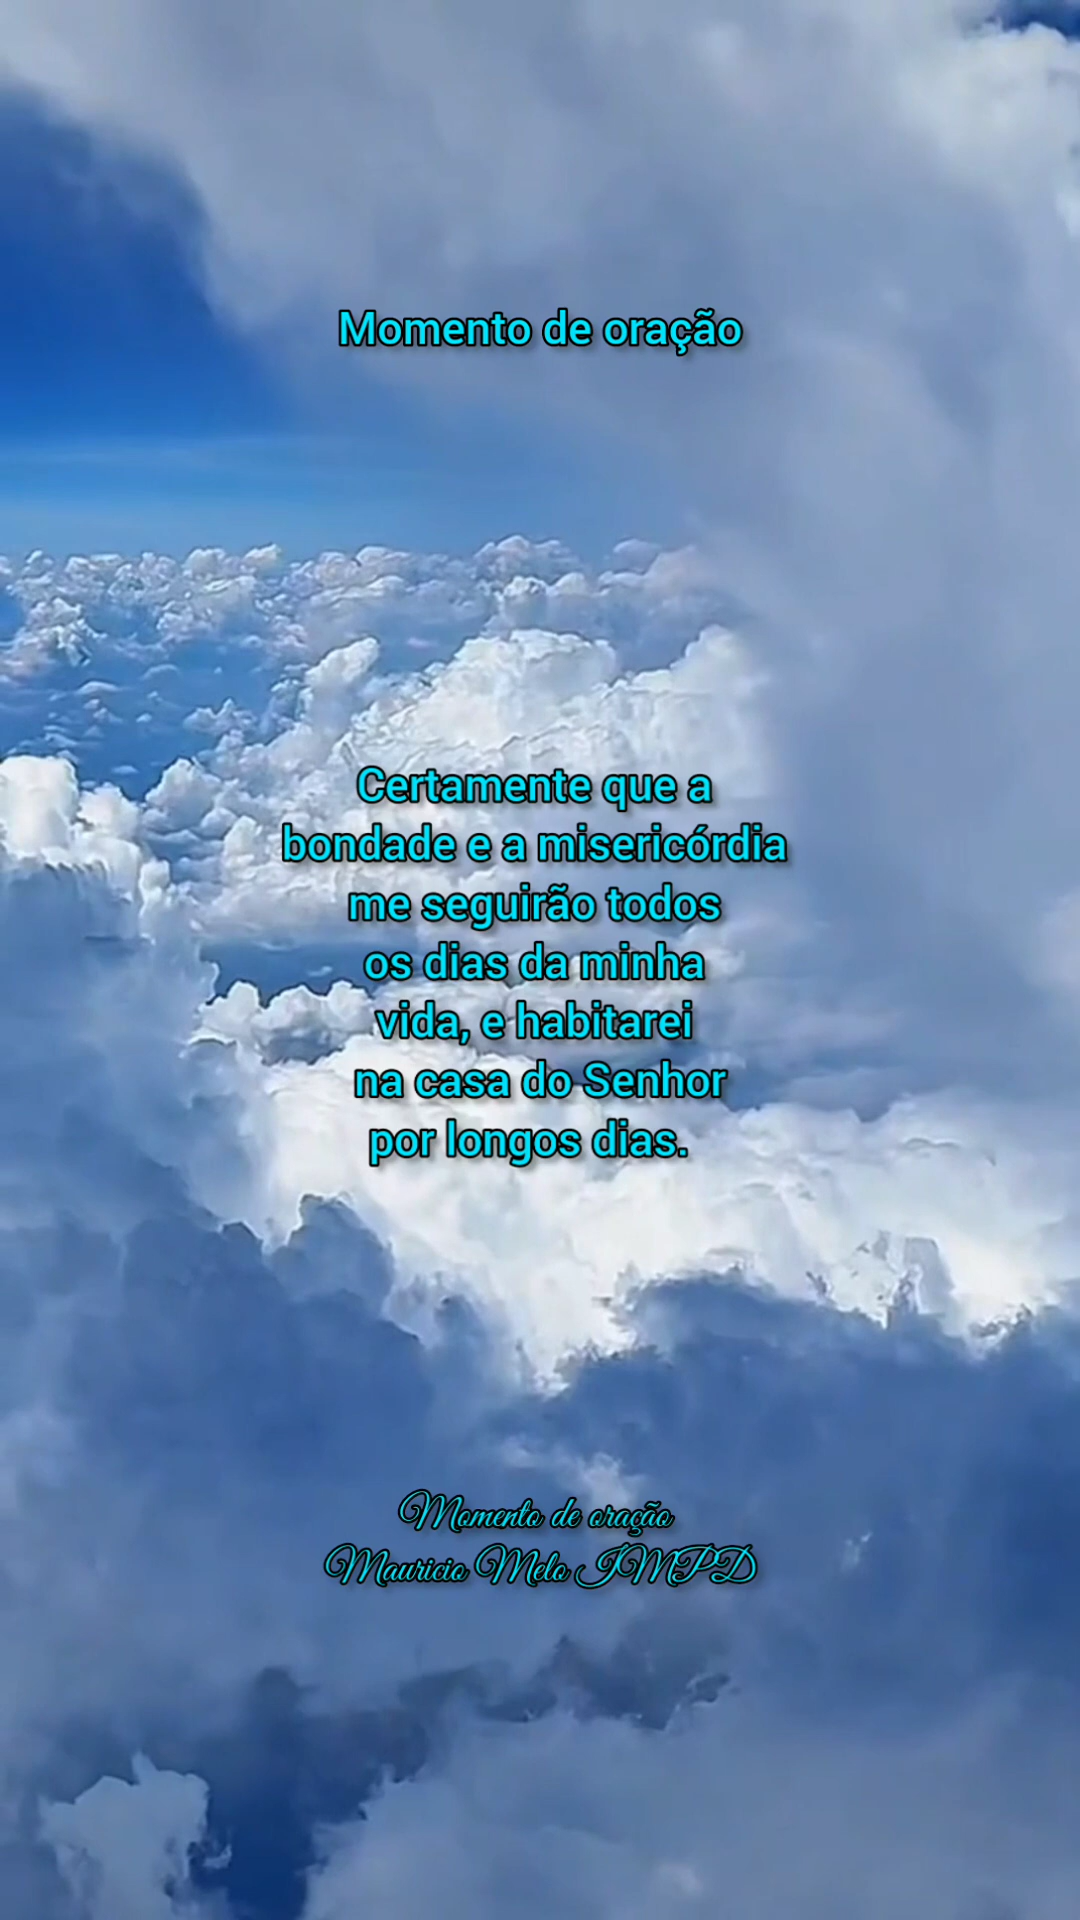 Momento de oração
Certamente que a
bondade e a misericórdia
me seguirão todos
os dias da minha
vida, e habitarei
na casa do Senhor
por longos dias.
Momento de oração
Mauricio Melo IMPD